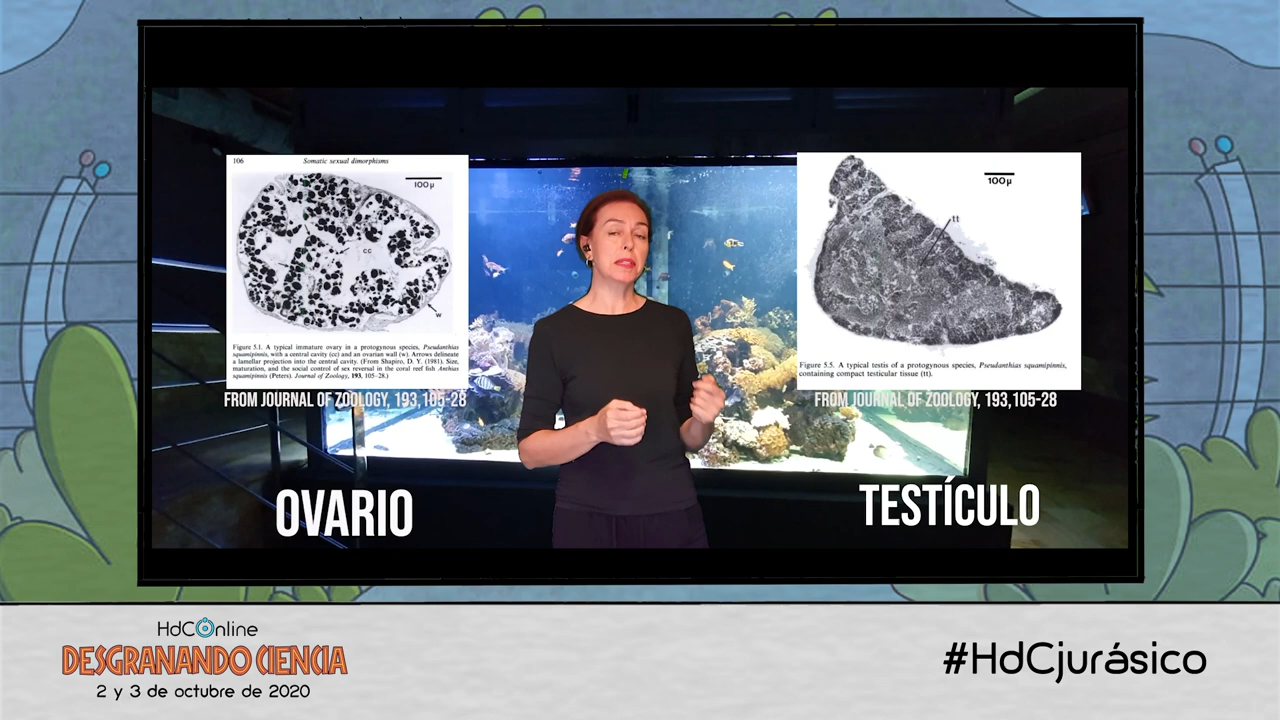 106 Somatic sexual dimorphisms
100µ
cc
w
Figure 5.1. A typical immature ovary in a protogynous species, Pseudanthias
squamipinnis, with a central cavity (cc) and an ovarian wall (w). Arrows delineate
a lamellar projection into the central cavity. (From Shapiro, D. Y. (1981). Size,
maturation, and the social control of sex reversal in the coral reef fish Anthias
squamipinnis (Peters). Journal of Zoology, 193, 105–28.)
FROM JOURNAL OF ZOOLOGY, 193,105-28
OVARIO
100µ
tt
Figure 5.5. A typical testis of a protogynous species, Pseudanthias squamipinnis,
containing compact testicular tissue (tt).
FROM JOURNAL OF ZOOLOGY, 193,105-28
TESTÍCULO
HdCOnline
DESGRANANDO CIENCIA
2 y 3 de octubre de 2020
#HdCjurásico